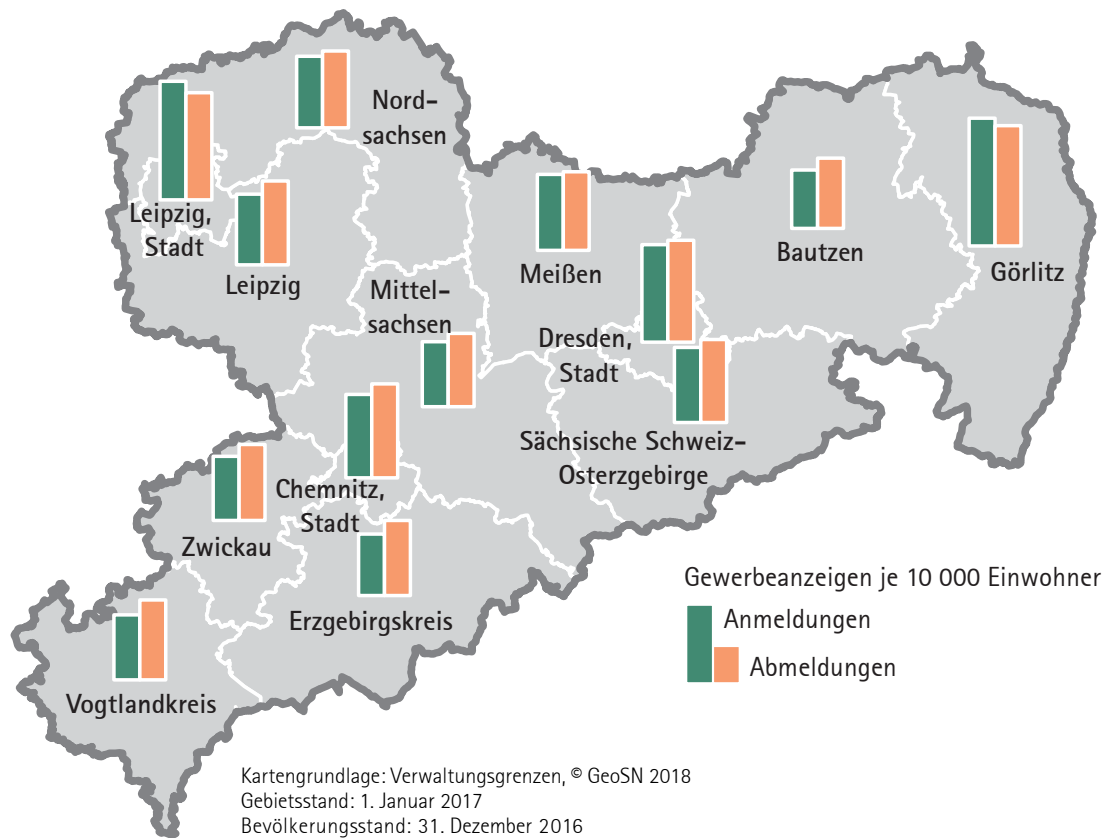 Nord-
sachsen
Leipzig,
Stadt
Leipzig
Meißen
Bautzen
Görlitz
Mittel-
sachsen
Dresden,
Stadt
Sächsische Schweiz-
Osterzgebirge
Chemnitz,
Stadt
Zwickau
Erzgebirgskreis
Vogtlandkreis
Gewerbeanzeigen je 10 000 Einwohner
Anmeldungen
Abmeldungen
Kartengrundlage: Verwaltungsgrenzen, © GeoSN 2018
Gebietsstand: 1. Januar 2017
Bevölkerungsstand: 31. Dezember 2016